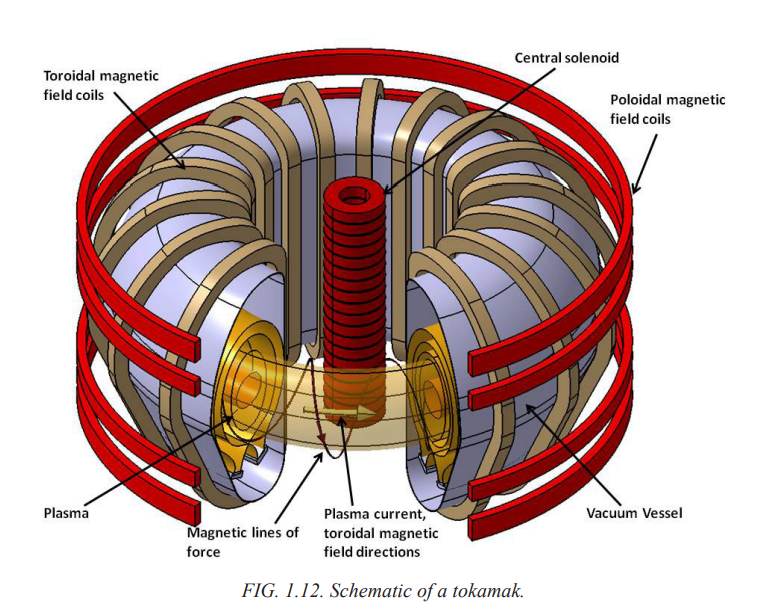 Central solenoid
Toroidal magnetic
field coils
Poloidal magnetic
field coils
Plasma
Magnetic lines of
force
Plasma current,
toroidal magnetic
field directions
Vacuum Vessel
FIG. 1.12. Schematic of a tokamak.